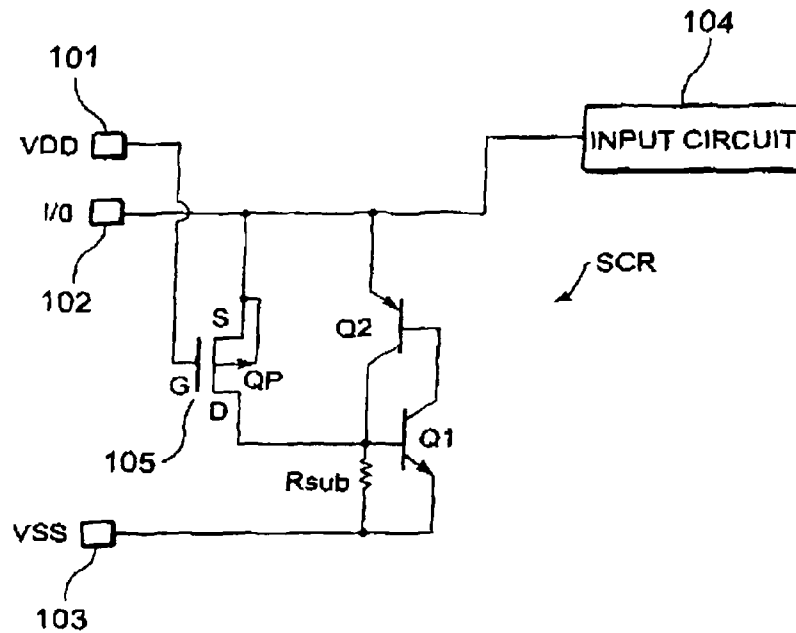 104
101
INPUT CIRCUIT
VDD
I/0
SCR
102
S
Q2
QP
G
D
Q1
105
Rsub
VSS
103